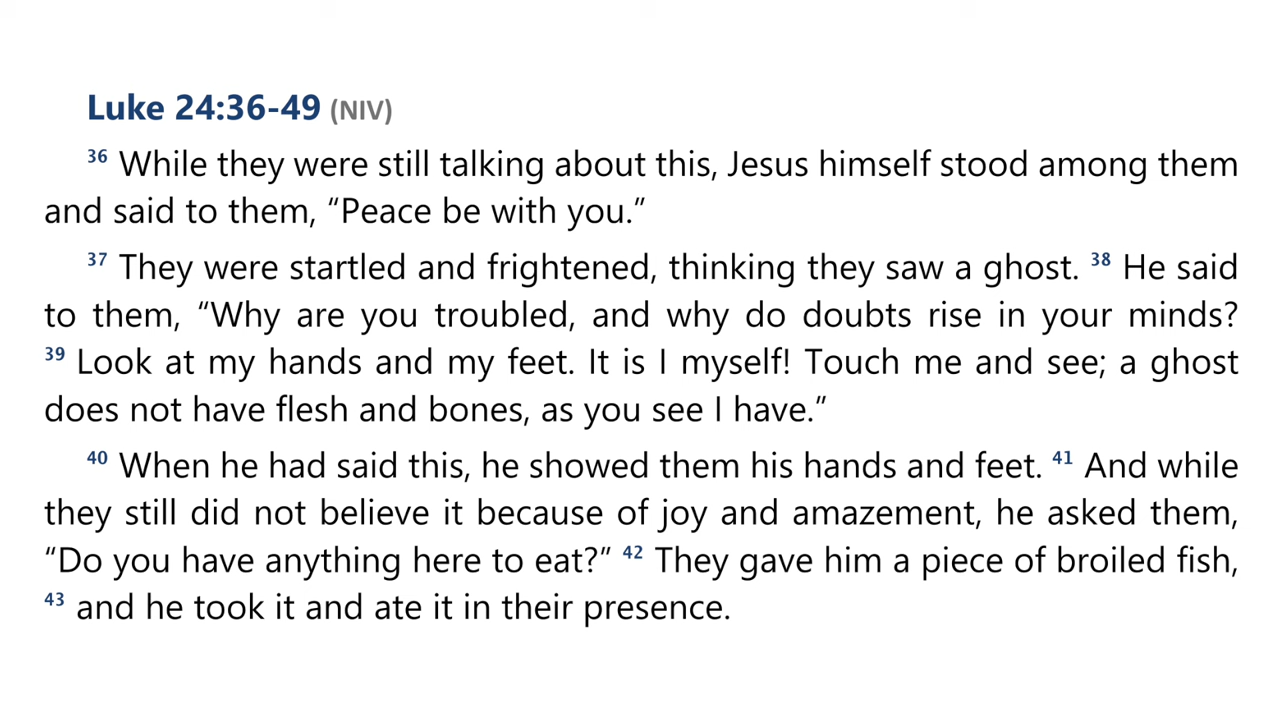 Luke 24:36-49 (NIV)
36 While they were still talking about this, Jesus himself stood among them
and said to them, “Peace be with you.”
37 They were startled and frightened, thinking they saw a ghost. 38 He said
to them, “Why are you troubled, and why do doubts rise in your minds?
39 Look at my hands and my feet. It is I myself! Touch me and see; a ghost
does not have flesh and bones, as you see I have.”
40 When he had said this, he showed them his hands and feet. 41 And while
they still did not believe it because of joy and amazement, he asked them,
“Do you have anything here to eat?” 42 They gave him a piece of broiled fish,
43 and he took it and ate it in their presence.